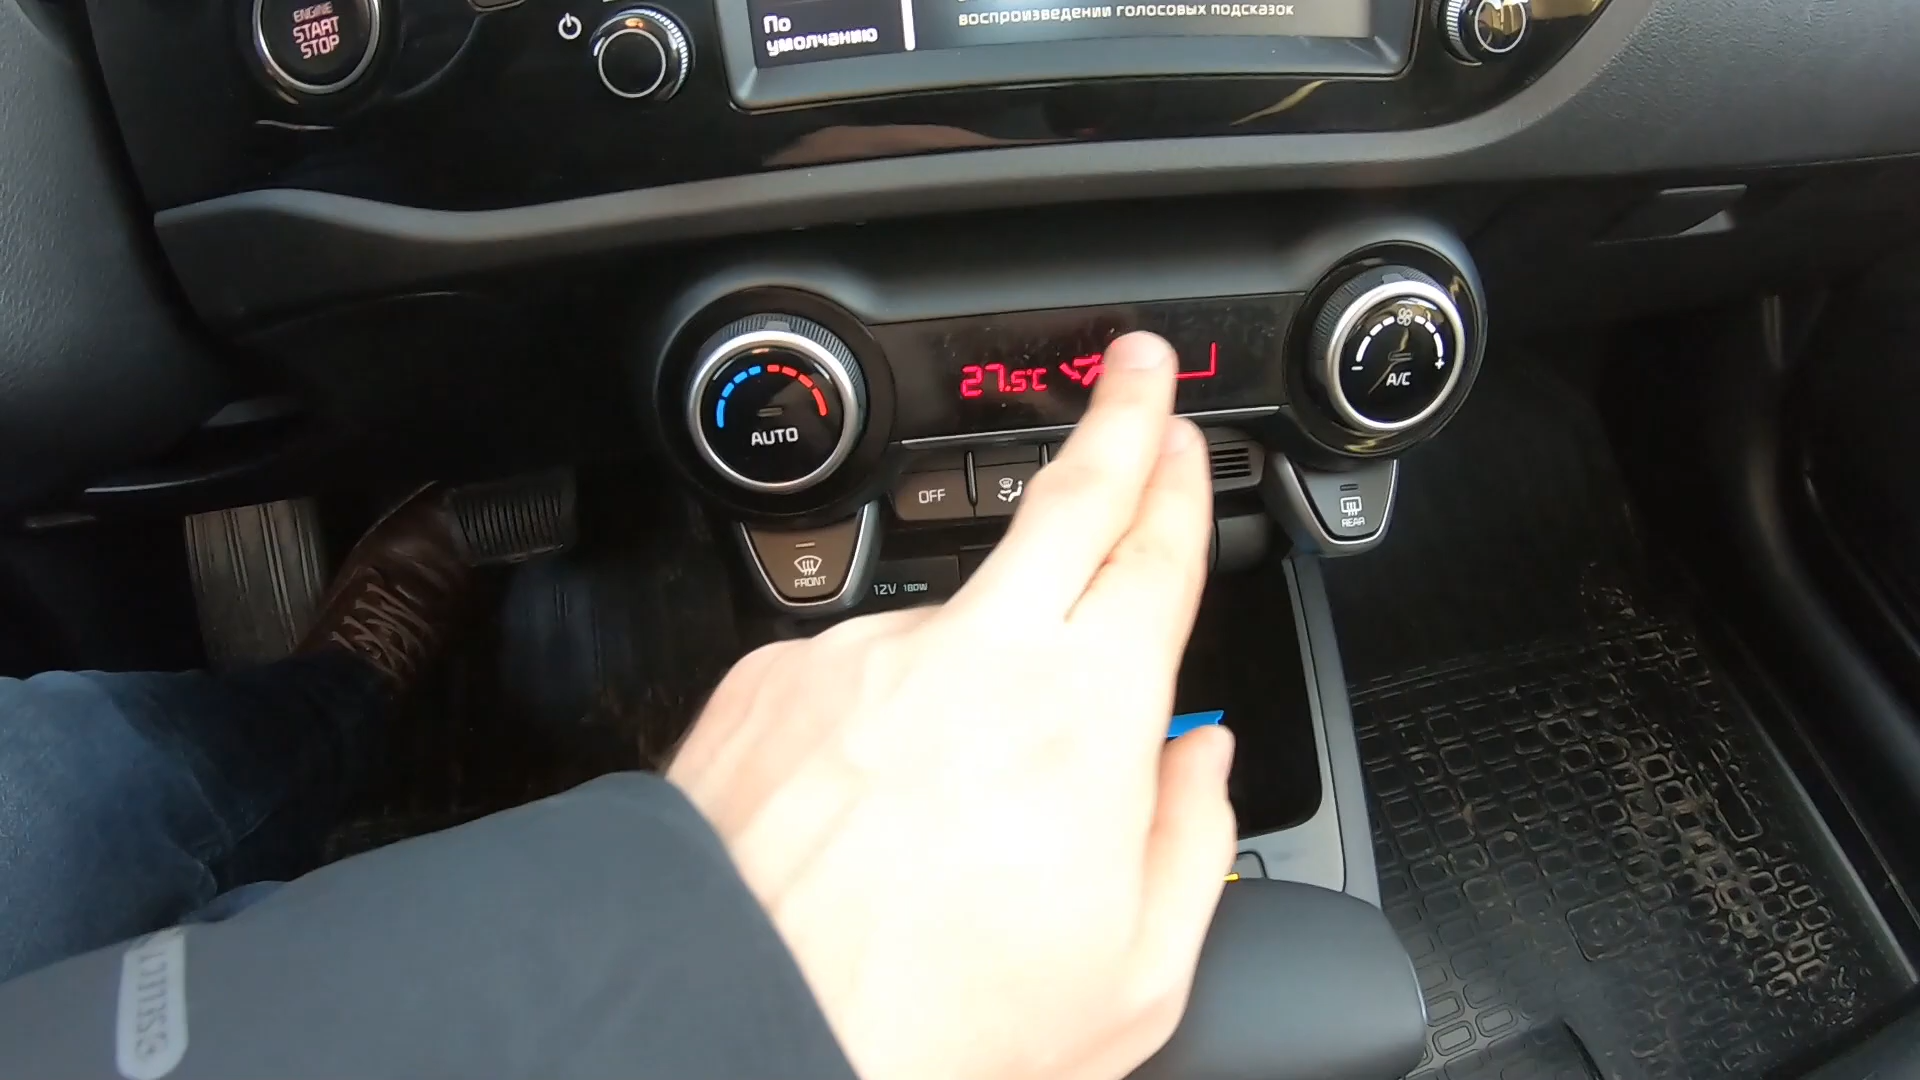 ENGINE
START
STOP
По
умолчанию
воспроизведении голосовых подсказок
27.5°C
AUTO
A/C
OFF
FRONT
REAR
12V 180W